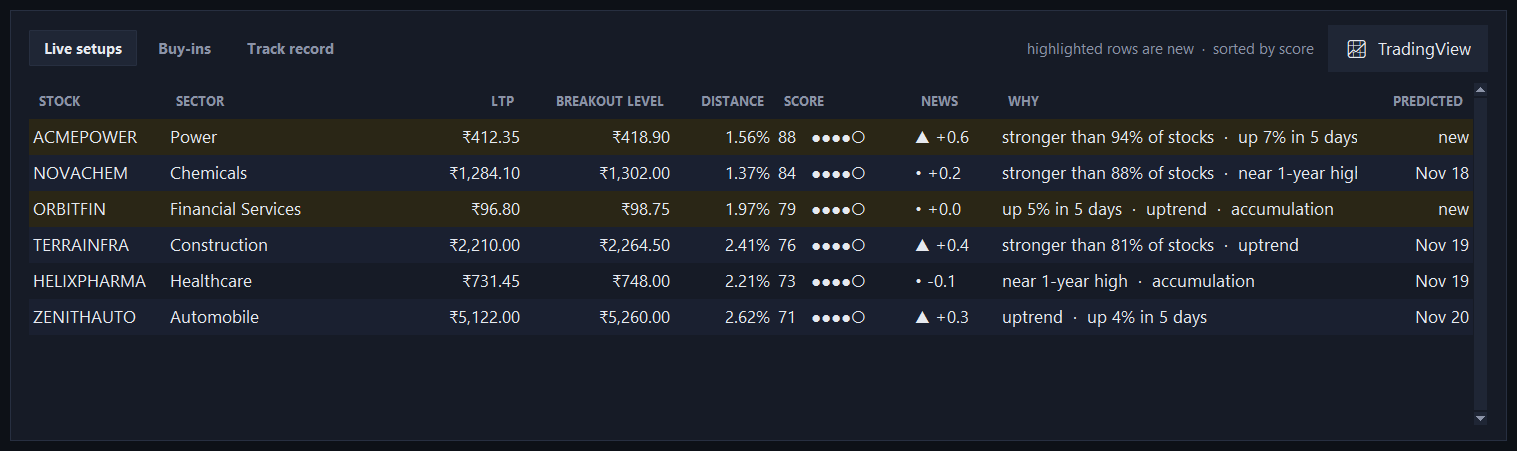 Live setups Buy-ins Track record highlighted rows are new · sorted by score TradingView
STOCK SECTOR LTP BREAKOUT LEVEL DISTANCE SCORE NEWS WHY PREDICTED
ACMEPOWER Power ₹412.35 ₹418.90 1.56% 88 ●●●●○ ▲ +0.6 stronger than 94% of stocks · up 7% in 5 days new
NOVACHEM Chemicals ₹1,284.10 ₹1,302.00 1.37% 84 ●●●●○ • +0.2 stronger than 88% of stocks · near 1-year higl Nov 18
ORBITFIN Financial Services ₹96.80 ₹98.75 1.97% 79 ●●●●○ • +0.0 up 5% in 5 days · uptrend · accumulation new
TERRAINFRA Construction ₹2,210.00 ₹2,264.50 2.41% 76 ●●●●○ ▲ +0.4 stronger than 81% of stocks · uptrend Nov 19
HELIXPHARMA Healthcare ₹731.45 ₹748.00 2.21% 73 ●●●●○ • -0.1 near 1-year high · accumulation Nov 19
ZENITHAUTO Automobile ₹5,122.00 ₹5,260.00 2.62% 71 ●●●●○ ▲ +0.3 uptrend · up 4% in 5 days Nov 20